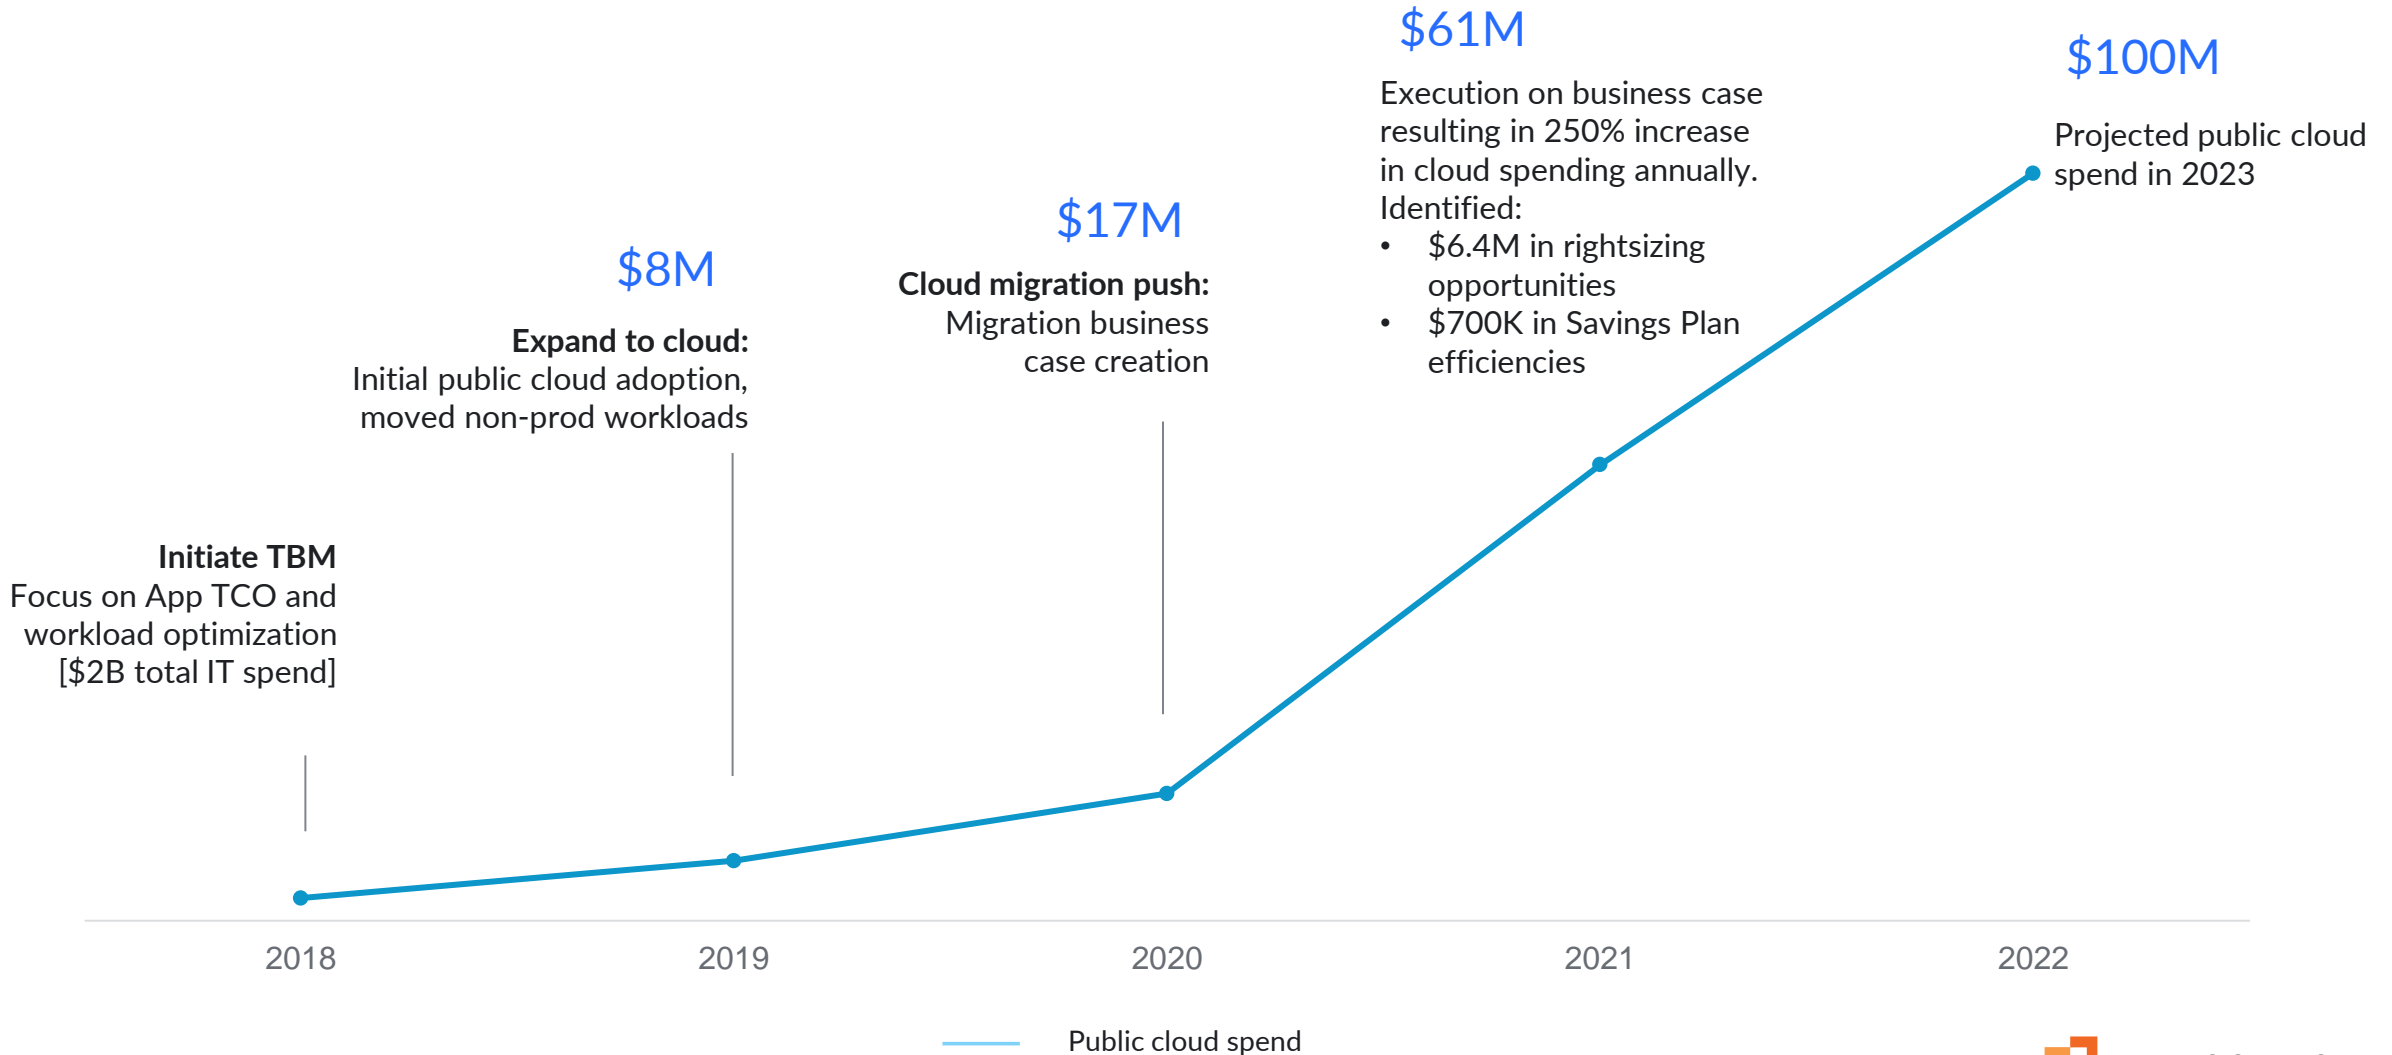 $61M
Execution on business case
resulting in 250% increase
in cloud spending annually.
Identified:
• $6.4M in rightsizing
opportunities
• $700K in Savings Plan
efficiencies
$100M
Projected public cloud
spend in 2023
$17M
Cloud migration push:
Migration business
case creation
$8M
Expand to cloud:
Initial public cloud adoption,
moved non-prod workloads
Initiate TBM
Focus on App TCO and
workload optimization
[$2B total IT spend]
2018
2019
2020
2021
2022
Public cloud spend